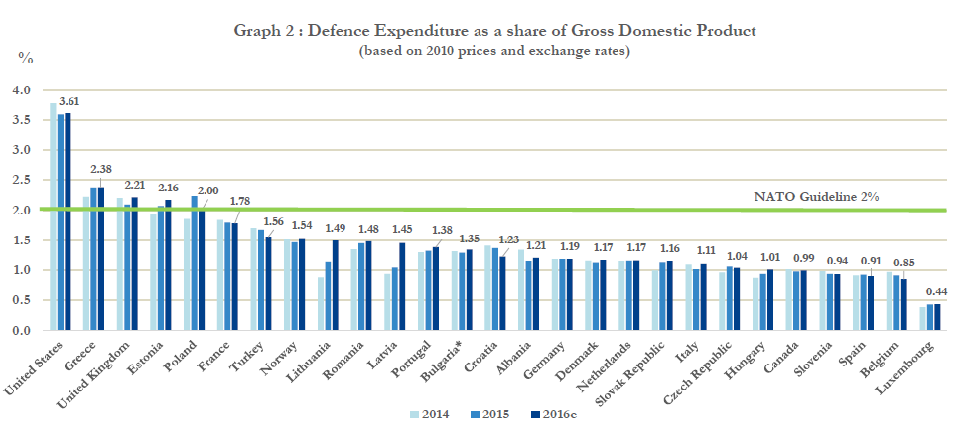 Graph 2 : Defence Expenditure as a share of Gross Domestic Product
(based on 2010 prices and exchange rates)
%
4.0
3.5
3.0
2.5
2.0
1.5
1.0
0.5
0.0
3.61
2.38
2.21
2.16
2.00
1.78
1.56
1.54
1.49
1.48
1.45
1.38
1.35
1.23
1.21
1.19
1.17
1.17
1.16
1.11
1.04
1.01
0.99
0.94
0.91
0.85
0.44
NATO Guideline 2%
United States
Greece
United Kingdom
Estonia
Poland
France
Turkey
Norway
Lithuania
Romania
Latvia
Portugal
Bulgaria*
Croatia
Albania
Germany
Denmark
Netherlands
Slovak Republic
Italy
Czech Republic
Hungary
Canada
Slovenia
Spain
Belgium
Luxembourg
2014 2015 2016e